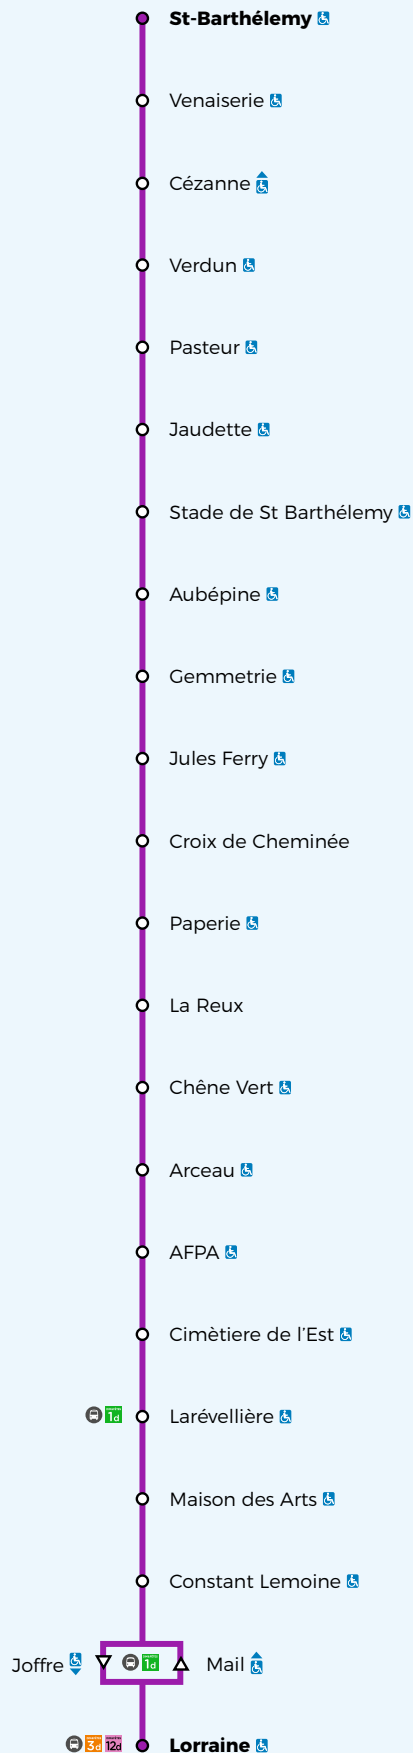 St-Barthélemy
Venaiserie
Cézanne
Verdun
Pasteur
Jaudette
Stade de St Barthélemy
Aubépine
Gemmetrie
Jules Ferry
Croix de Cheminée
Paperie
La Reux
Chêne Vert
Arceau
AFPA
Cimètiere de l'Est
1d Larévellière
Maison des Arts
Constant Lemoine
Joffre 1d Mail
3d 12d Lorraine